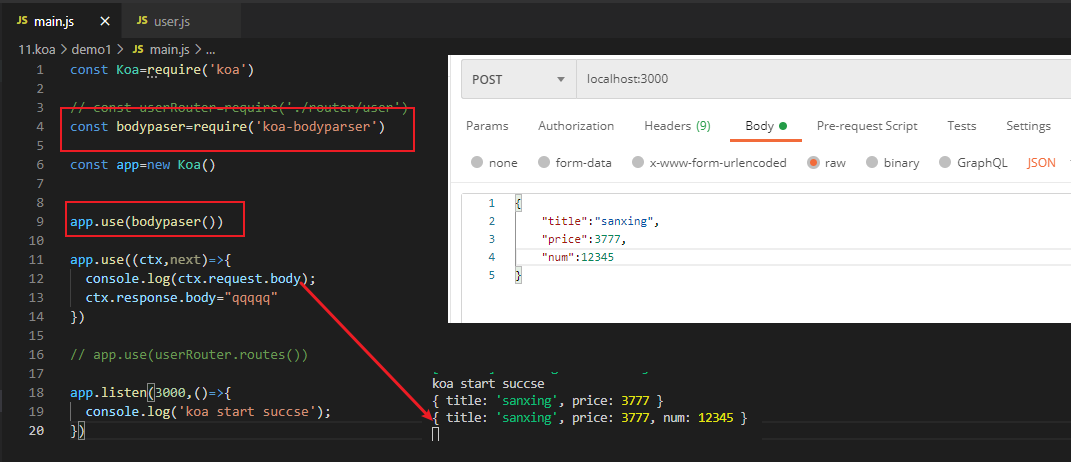 JS main.js × JS user.js
11.koa > demo1 > JS main.js > ...
1 const Koa=require('koa')
2
3 // const userRouter=require('./router/user')
4 const bodypaser=require('koa-bodyparser')
5
6 const app=new Koa()
7
8
9 app.use(bodypaser())
10
11 app.use((ctx,next)=>{
12 console.log(ctx.request.body);
13 ctx.response.body="qqqqq"
14 })
15
16 // app.use(userRouter.routes())
17
18 app.listen(3000,()=>{
19 console.log('koa start succse');
20 })
POST localhost:3000
Params Authorization Headers (9) Body Pre-request Script Tests Settings
none form-data x-www-form-urlencoded raw binary GraphQL JSON
1 {
2 "title":"sanxing",
3 "price":3777,
4 "num":12345
5 }
koa start succse
{ title: 'sanxing', price: 3777 }
{ title: 'sanxing', price: 3777, num: 12345 }